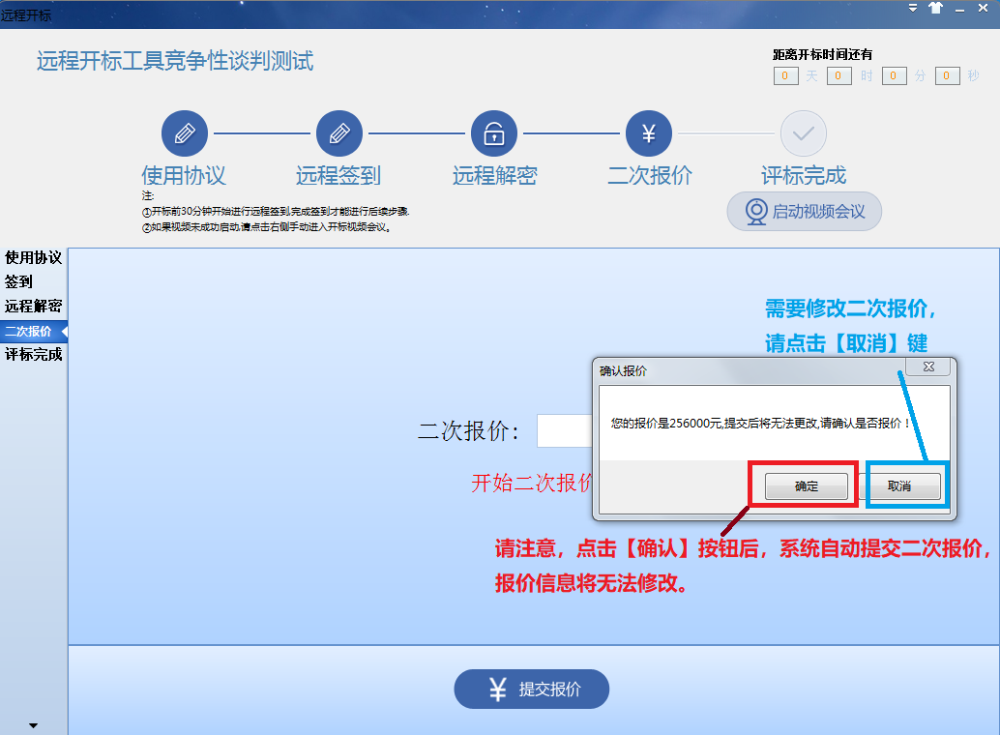 远程开标
远程开标工具竞争性谈判测试
距离开标时间还有
0 天 0 时 0 分 0 秒
使用协议 远程签到 远程解密 二次报价 评标完成
注:
①开标前30分钟开始进行远程签到,完成签到才能进行后续步骤.
②如果视频未成功启动,请点击右侧手动进入开标视频会议。
启动视频会议
使用协议
签到
远程解密
二次报价
评标完成
需要修改二次报价，
请点击【取消】键
确认报价
您的报价是256000元,提交后将无法更改,请确认是否报价！
确定 取消
二次报价：
开始二次报价
请注意，点击【确认】按钮后，系统自动提交二次报价，
报价信息将无法修改。
¥ 提交报价